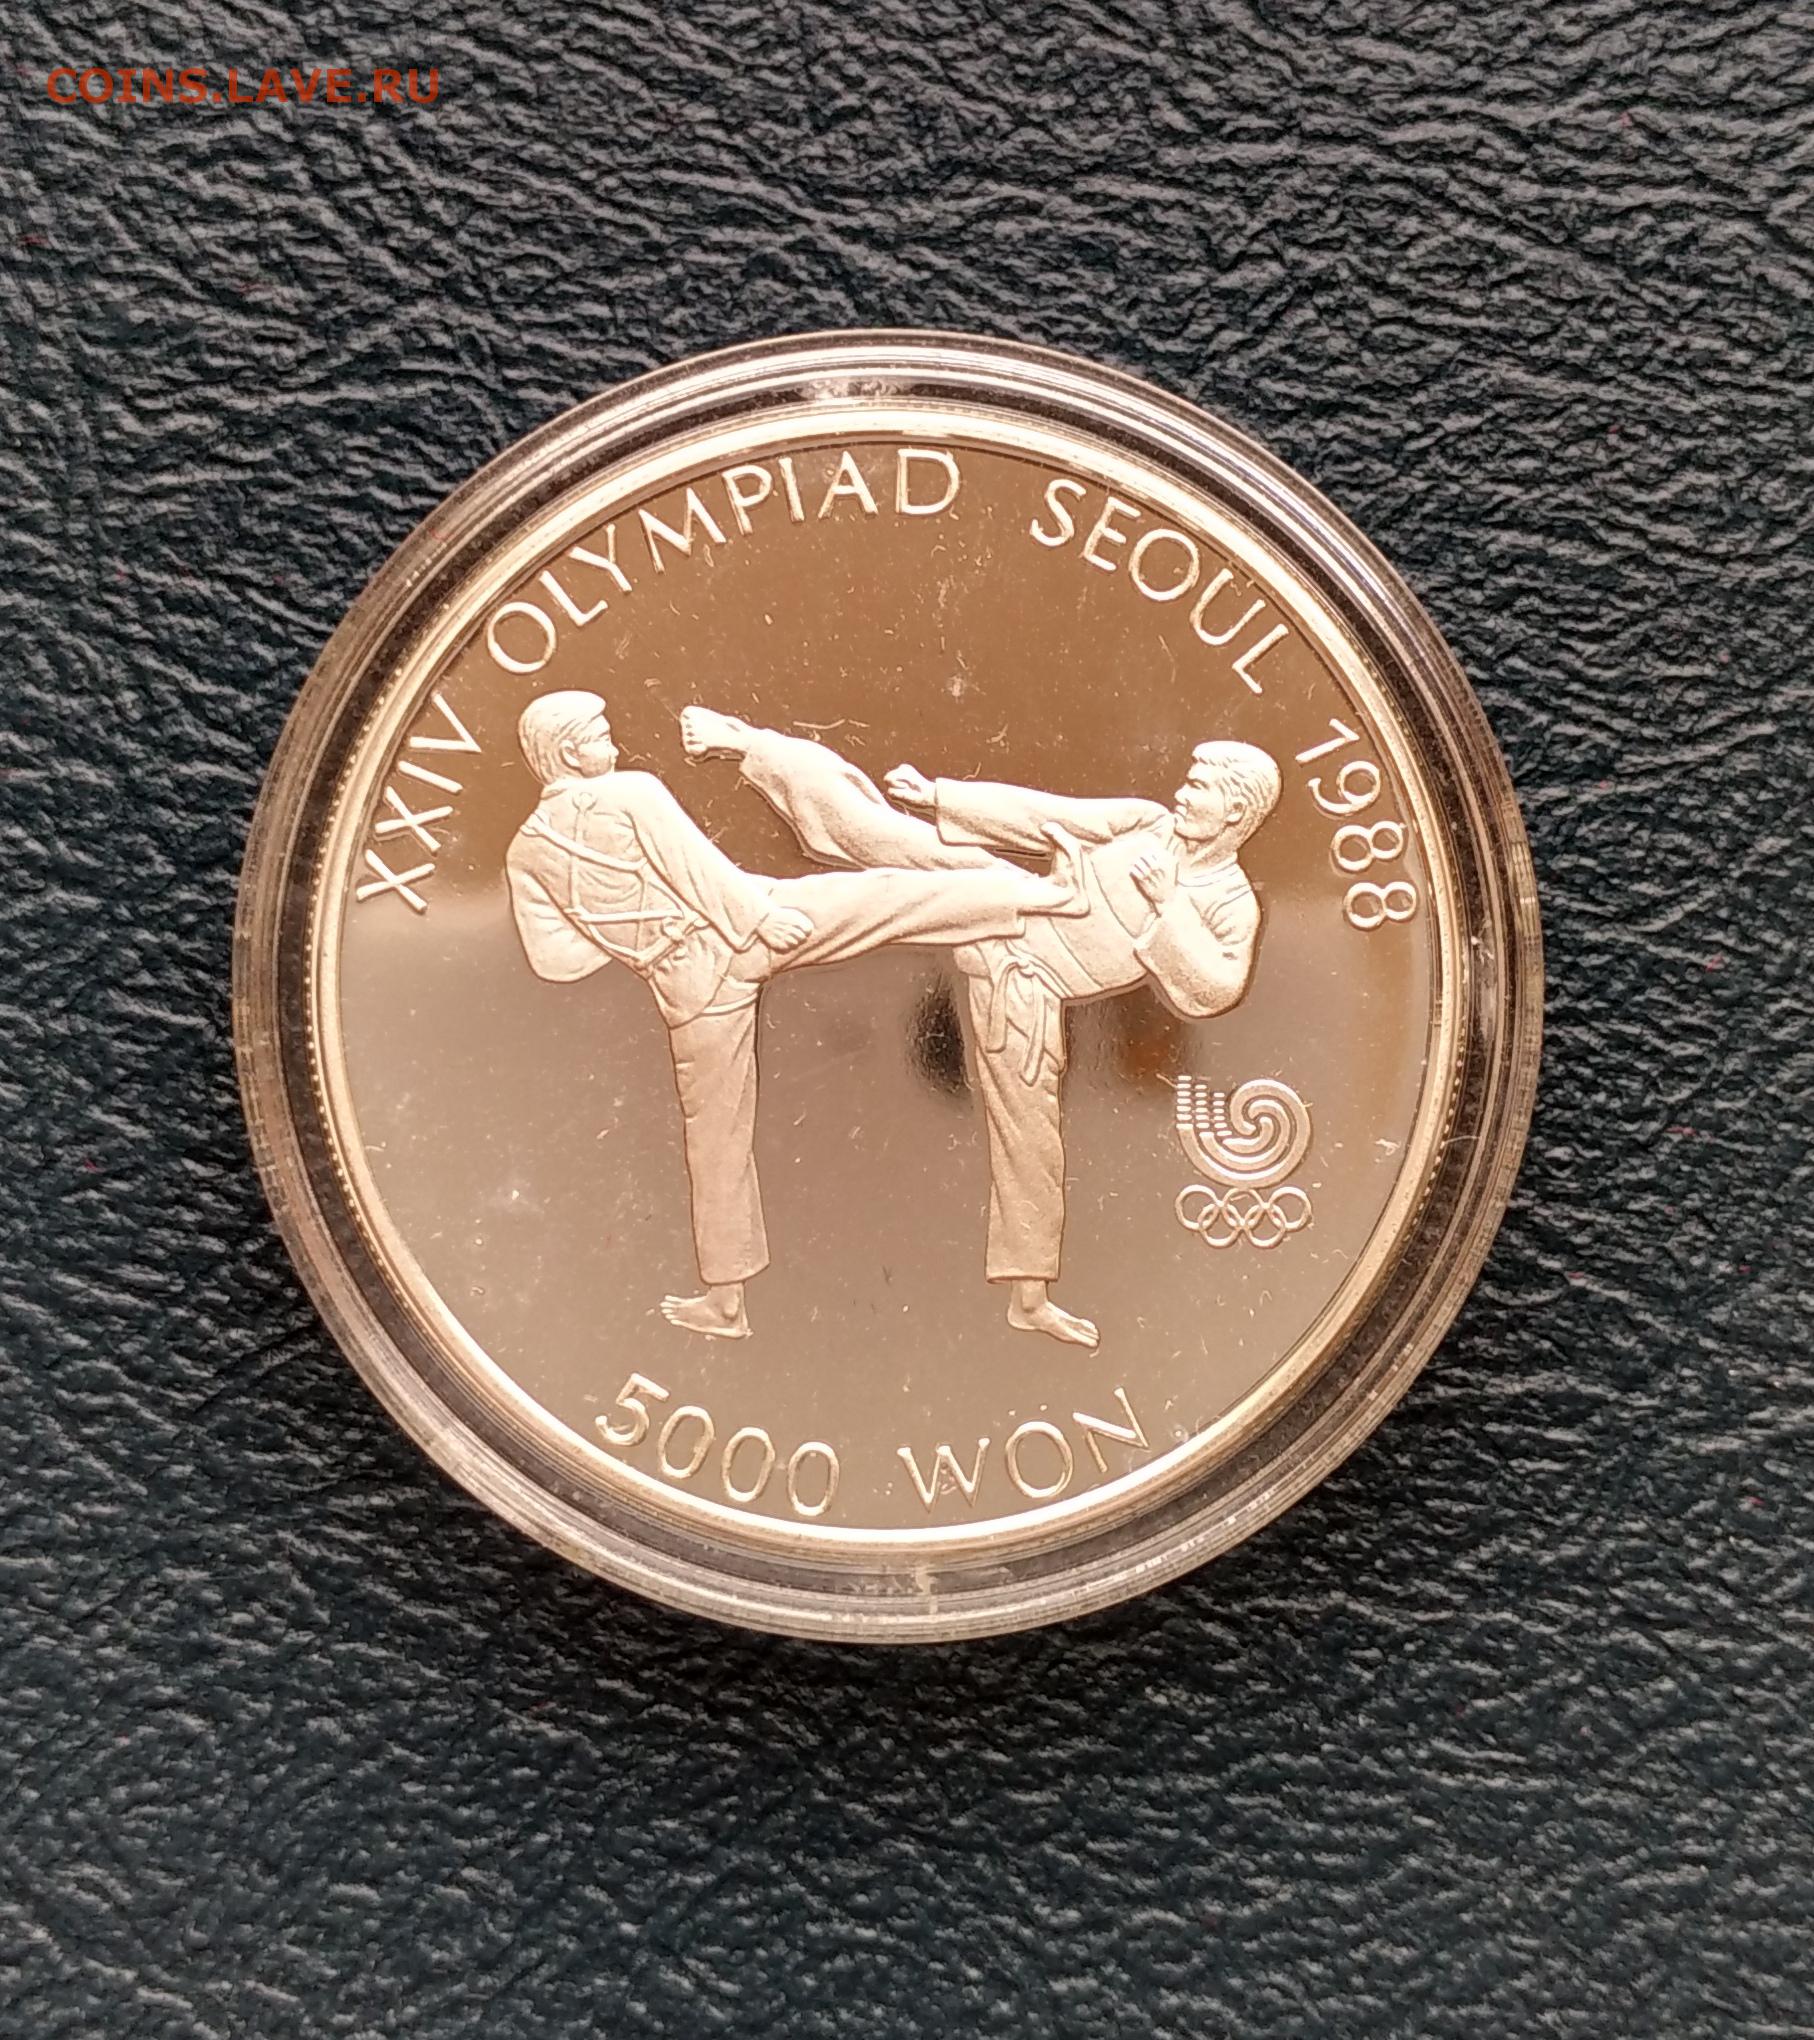 COINS.LAVE.RU
XXIV OLYMPIAD SEOUL 1988
5000 WON